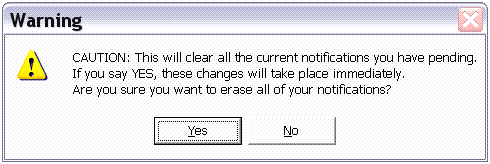 Warning
CAUTION: This will clear all the current notifications you have pending.
If you say YES, these changes will take place immediately.
Are you sure you want to erase all of your notifications?
Yes No